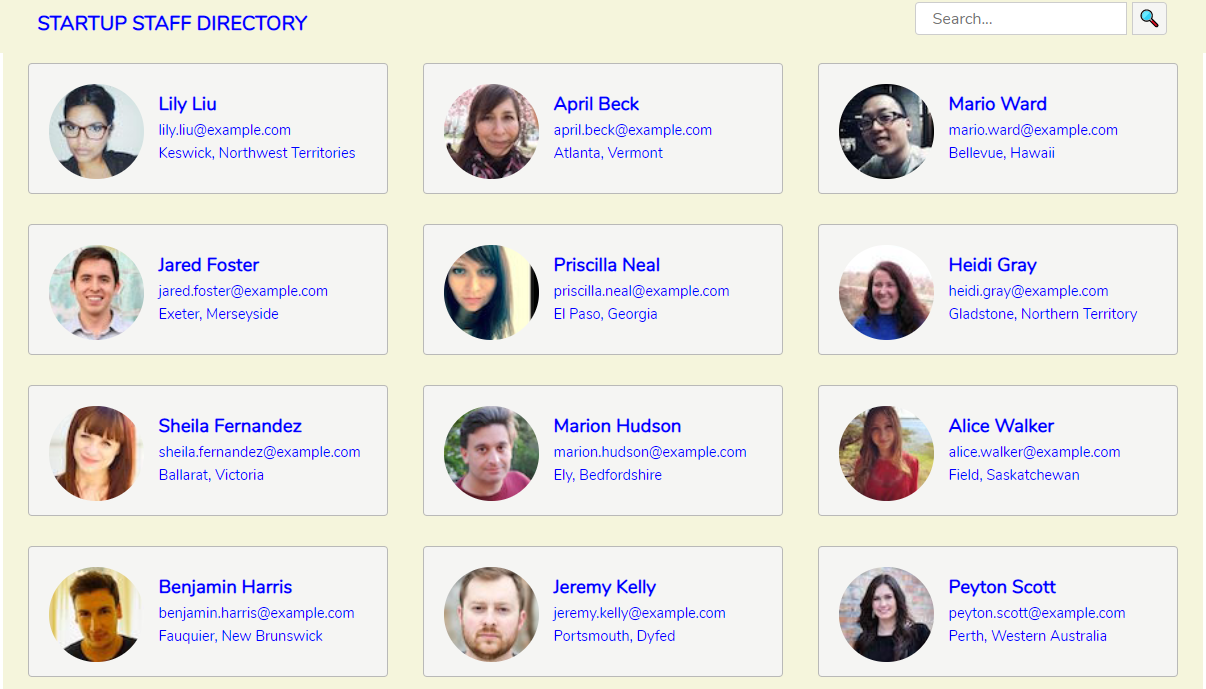 STARTUP STAFF DIRECTORY
Search...
Lily Liu
lily.liu@example.com
Keswick, Northwest Territories
April Beck
april.beck@example.com
Atlanta, Vermont
Mario Ward
mario.ward@example.com
Bellevue, Hawaii
Jared Foster
jared.foster@example.com
Exeter, Merseyside
Priscilla Neal
priscilla.neal@example.com
El Paso, Georgia
Heidi Gray
heidi.gray@example.com
Gladstone, Northern Territory
Sheila Fernandez
sheila.fernandez@example.com
Ballarat, Victoria
Marion Hudson
marion.hudson@example.com
Ely, Bedfordshire
Alice Walker
alice.walker@example.com
Field, Saskatchewan
Benjamin Harris
benjamin.harris@example.com
Fauquier, New Brunswick
Jeremy Kelly
jeremy.kelly@example.com
Portsmouth, Dyfed
Peyton Scott
peyton.scott@example.com
Perth, Western Australia